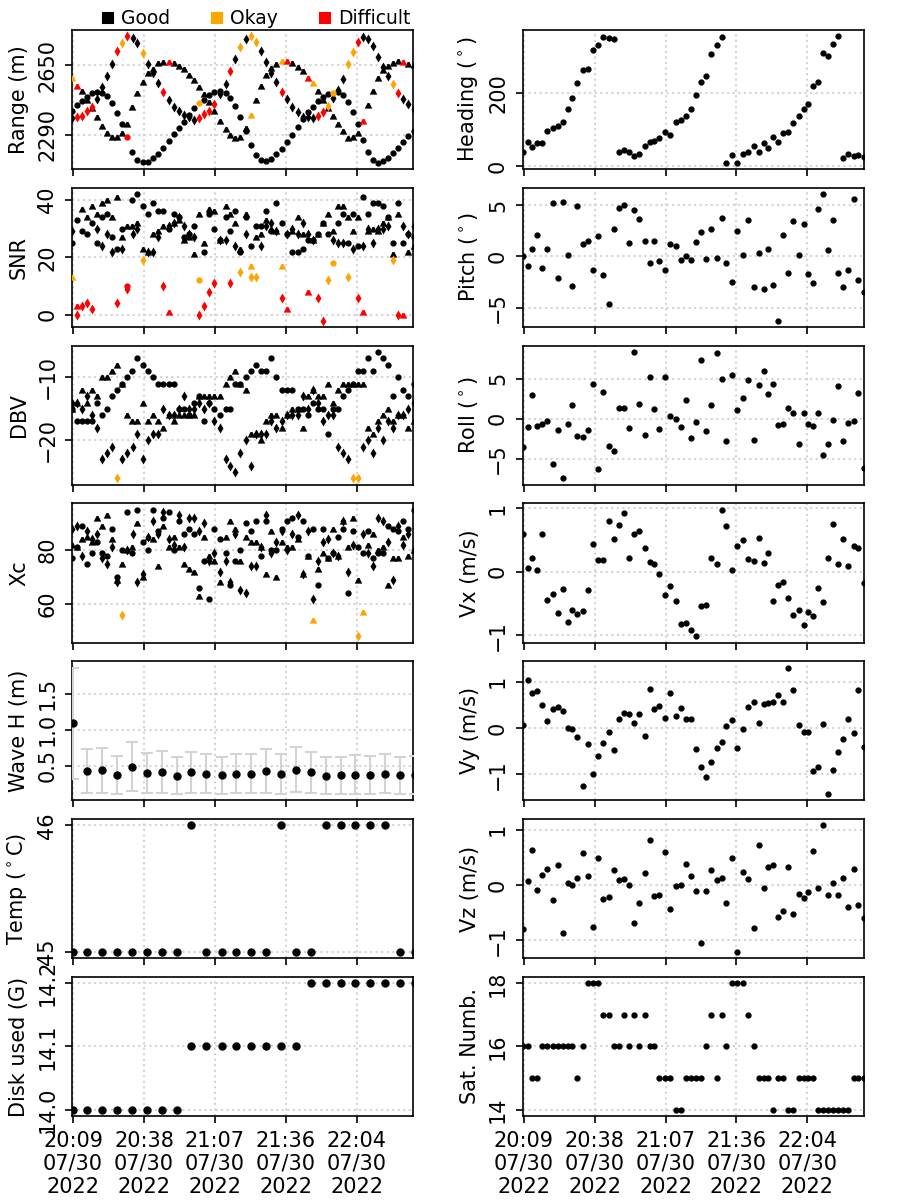 Good Okay Difficult
Range (m)
2650
2290
Heading (°)
200
0
SNR
40
20
0
Pitch (°)
5
0
−5
DBV
−10
−20
Roll (°)
5
0
−5
Xc
80
60
Vx (m/s)
1
0
−1
Wave H (m)
1.5
1.0
0.5
0
Vy (m/s)
1
0
−1
Temp (°C)
46
45
Vz (m/s)
1
0
−1
Disk used (G)
14.2
14.1
14.0
Sat. Numb.
18
16
14
20:09 20:38 21:07 21:36 22:04
07/30 07/30 07/30 07/30 07/30
2022 2022 2022 2022 2022
20:09 20:38 21:07 21:36 22:04
07/30 07/30 07/30 07/30 07/30
2022 2022 2022 2022 2022